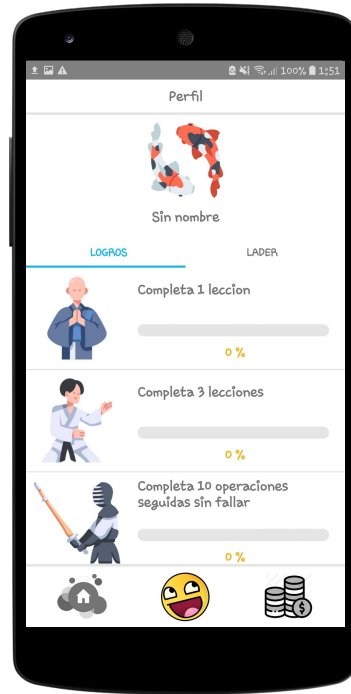 100% 1:51
Perfil
Sin nombre
LOGROS
LADER
Completa 1 leccion
0 %
Completa 3 lecciones
0 %
Completa 10 operaciones
seguidas sin fallar
0 %
$